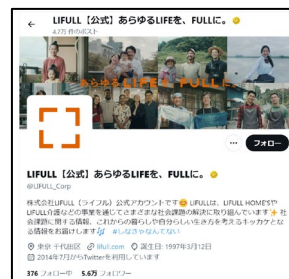 LIFULL【公式】あらゆるLIFEを、FULLに。
4.7万 件のポスト
あらゆるLIFEを、FULLに。
フォロー
LIFULL【公式】あらゆるLIFEを、FULLに。
@LIFULL_Corp
株式会社LIFULL（ライフル）公式アカウントです😊 LIFULLは、LIFULL HOME'Sや
LIFULL介護などの事業を通じてさまざまな社会課題の解決に取り組んでいます✨ 社
会課題に関する情報、これからの暮らしや自分らしい生き方を考えるキッカケとな
る情報をお届けします🎶 #しなきゃなんてない
東京 千代田区 lifull.com 誕生日: 1997年3月12日
2014年7月からTwitterを利用しています
376 フォロー中 5.6万 フォロワー